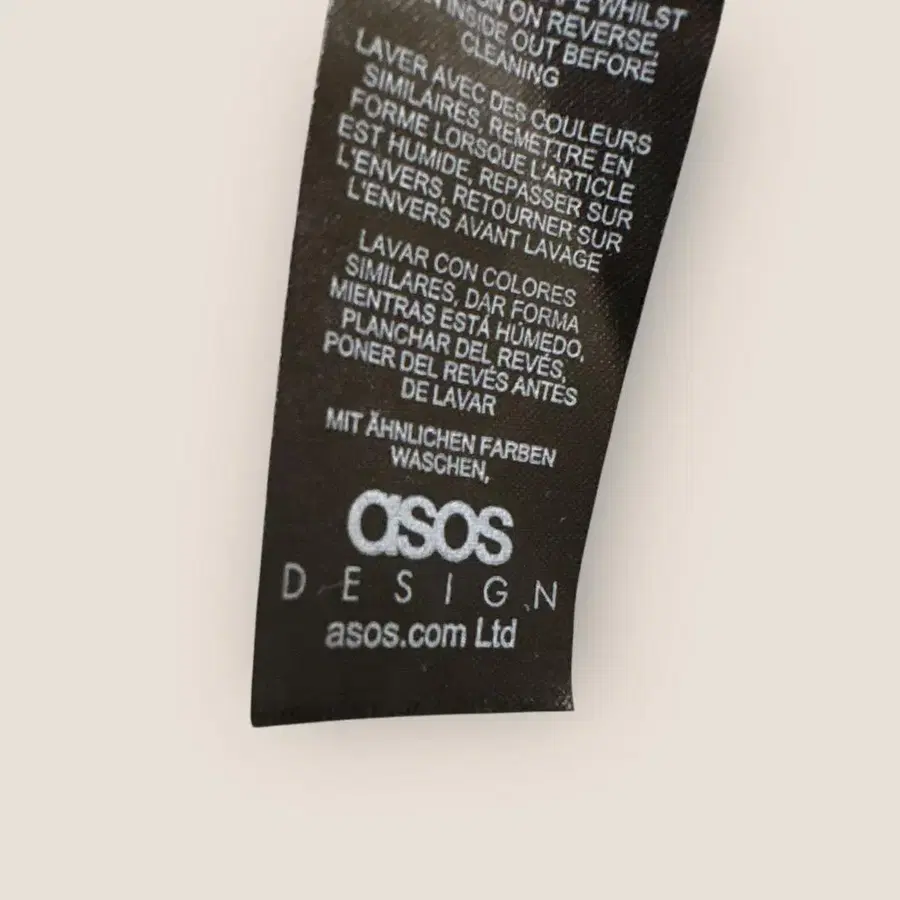 WHILST
ON REVERSE,
INSIDE OUT BEFORE
CLEANING
LAVER AVEC DES COULEURS
SIMILAIRES, REMETTRE EN
FORME LORSQUE L'ARTICLE
EST HUMIDE, REPASSER SUR
L'ENVERS, RETOURNER SUR
L'ENVERS AVANT LAVAGE
LAVAR CON COLORES
SIMILARES, DAR FORMA
MIENTRAS ESTÁ HÚMEDO,
PLANCHAR DEL REVÉS,
PONER DEL REVÉS ANTES
DE LAVAR
MIT ÄHNLICHEN FARBEN
WASCHEN,
asos
DESIGN
asos.com Ltd